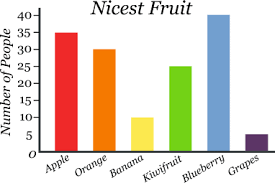 Nicest Fruit
Number of People
40
35
30
25
20
15
10
5
0
Apple
Orange
Banana
Kiwifruit
Blueberry
Grapes